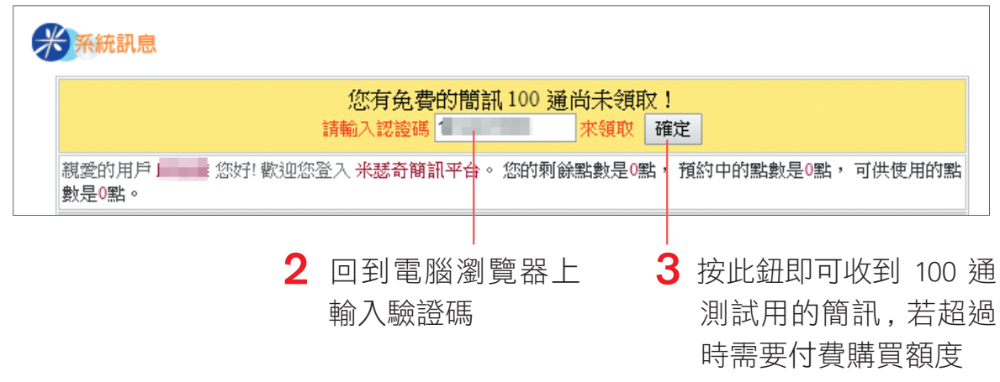 系統訊息
您有免費的簡訊 100 通尚未領取！
請輸入認證碼 來領取 確定
親愛的用戶 您好! 歡迎您登入 米瑟奇簡訊平台。 您的剩餘點數是0點， 預約中的點數是0點， 可供使用的點
數是0點。
2 回到電腦瀏覽器上
輸入驗證碼
3 按此鈕即可收到 100 通
測試用的簡訊，若超過
時需要付費購買額度